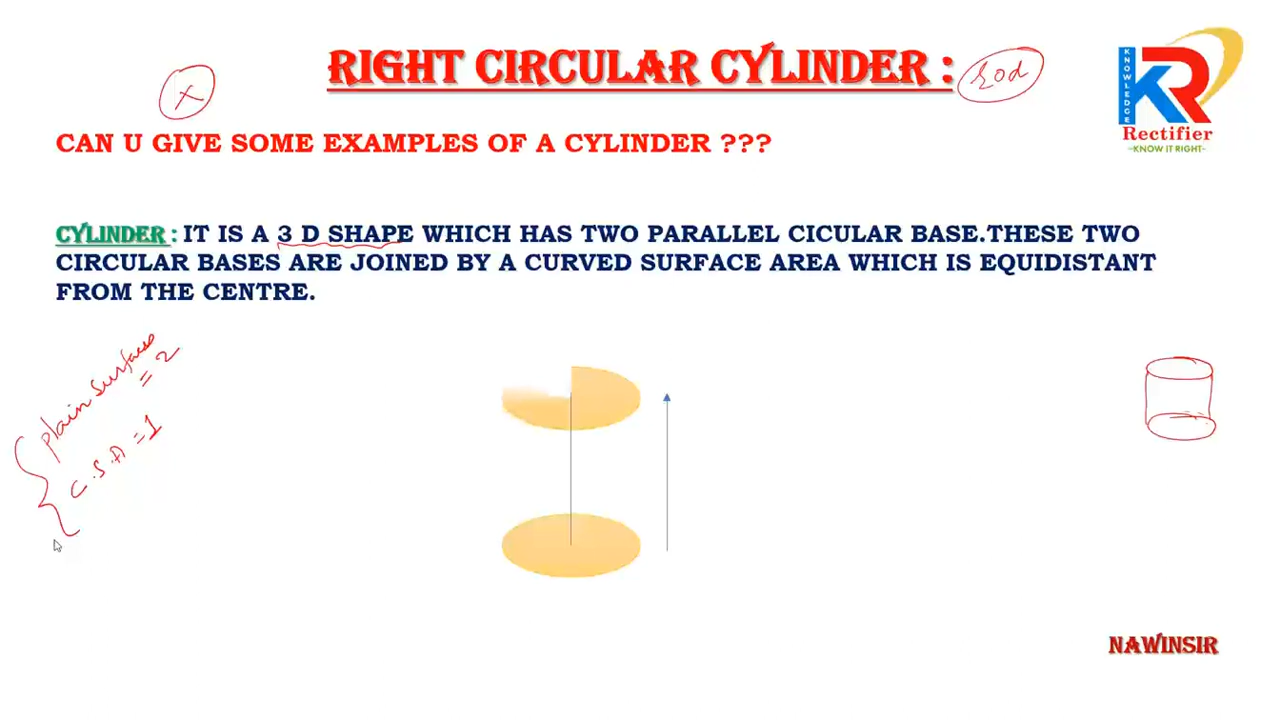 RIGHT CIRCULAR CYLINDER :
rod
x
KNOWLEDGE
KR
Rectifier
-KNOW IT RIGHT-
CAN U GIVE SOME EXAMPLES OF A CYLINDER ???
CYLINDER : IT IS A 3 D SHAPE WHICH HAS TWO PARALLEL CICULAR BASE.THESE TWO
CIRCULAR BASES ARE JOINED BY A CURVED SURFACE AREA WHICH IS EQUIDISTANT
FROM THE CENTRE.
plain surface
= 2
C.S.A = 1
NAWINSIR